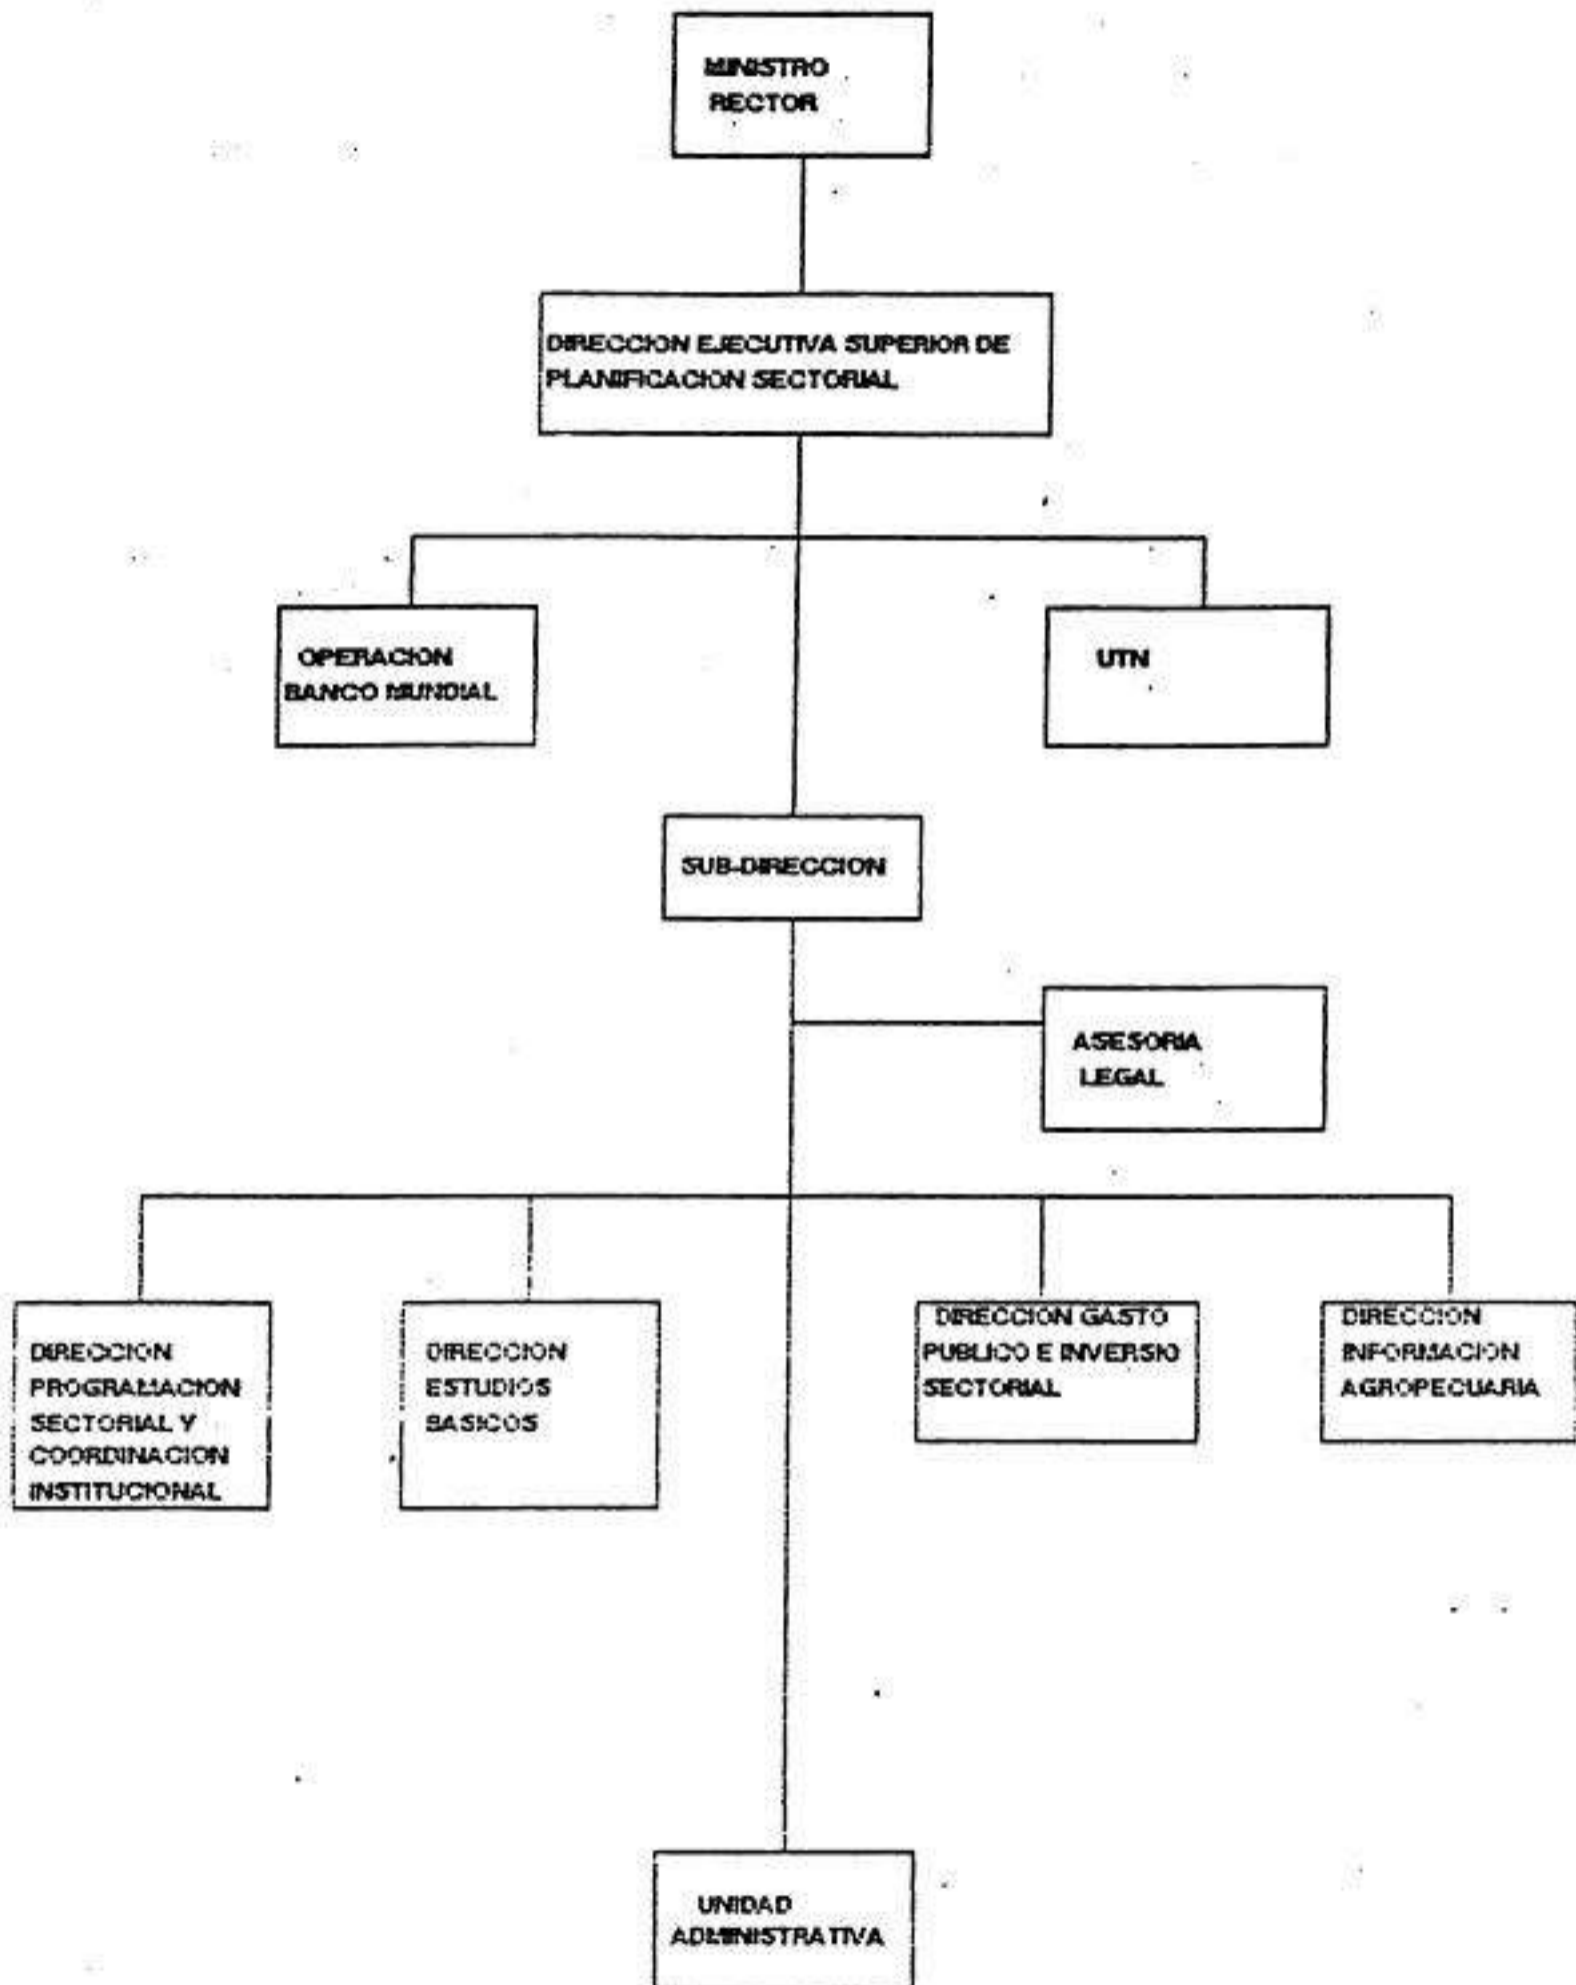 MINISTRO
RECTOR
DIRECCION EJECUTIVA SUPERIOR DE
PLANIFICACION SECTORIAL
OPERACION
BANCO MUNDIAL
UTN
SUB-DIRECCION
ASESORIA
LEGAL
DIRECCION
PROGRAMACION
SECTORIAL Y
COORDINACION
INSTITUCIONAL
DIRECCION
ESTUDIOS
BASICOS
DIRECCION GASTO
PUBLICO E INVERSIO
SECTORIAL
DIRECCION
INFORMACION
AGROPECUARIA
UNIDAD
ADMINISTRATIVA